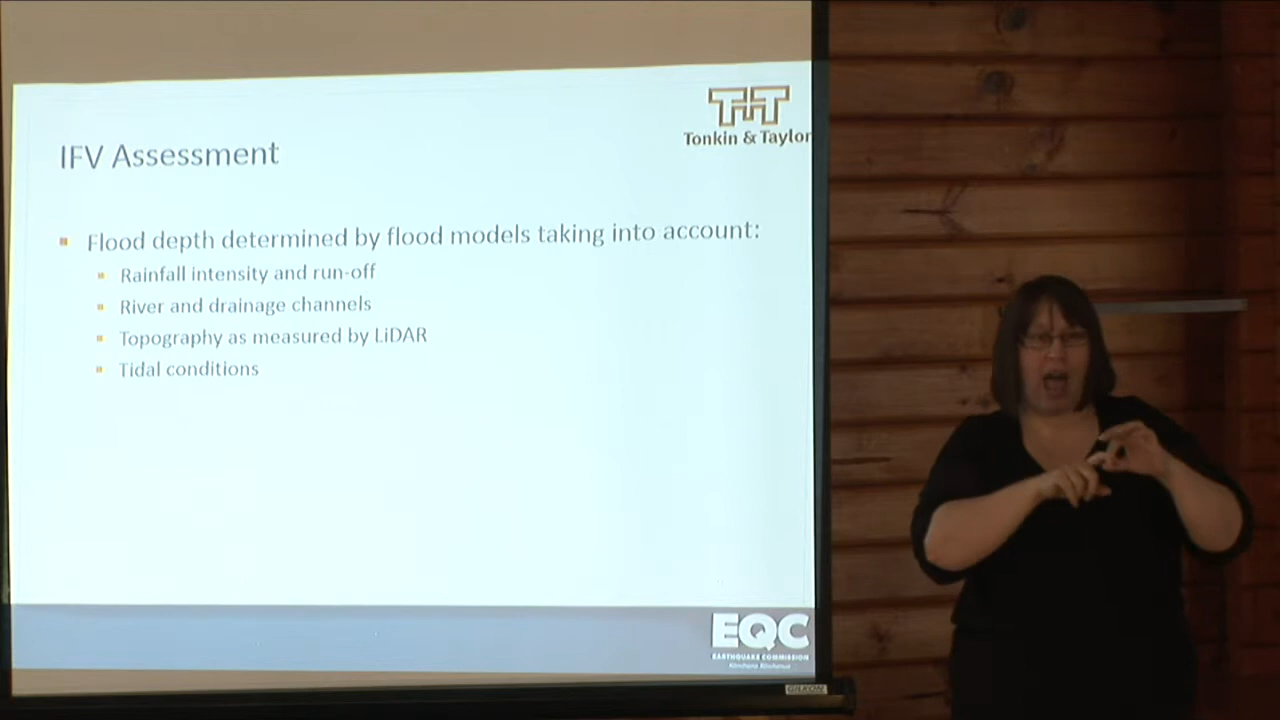 Tonkin & Taylor
IFV Assessment
Flood depth determined by flood models taking into account:
Rainfall intensity and run-off
River and drainage channels
Topography as measured by LiDAR
Tidal conditions
EQC
EARTHQUAKE COMMISSION